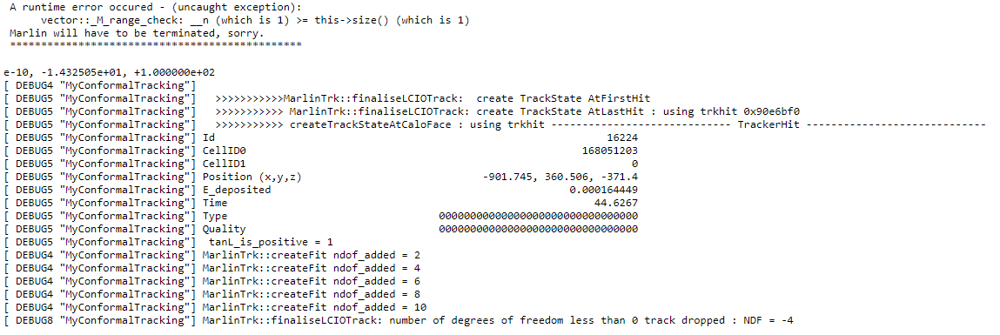 A runtime error occured - (uncaught exception):
vector::_M_range_check: __n (which is 1) >= this->size() (which is 1)
Marlin will have to be terminated, sorry.
***********************************************
e-10, -1.432505e+01, +1.000000e+02
[ DEBUG4 "MyConformalTracking"]
[ DEBUG5 "MyConformalTracking"]   >>>>>>>>>>>MarlinTrk::finaliseLCIOTrack:  create TrackState AtFirstHit
[ DEBUG5 "MyConformalTracking"]   >>>>>>>>>>> MarlinTrk::finaliseLCIOTrack: create TrackState AtLastHit : using trkhit 0x90e6bf0
[ DEBUG5 "MyConformalTracking"]   >>>>>>>>>>> createTrackStateAtCaloFace : using trkhit ----------------------------- TrackerHit -----------------------------
[ DEBUG5 "MyConformalTracking"] Id 16224
[ DEBUG5 "MyConformalTracking"] CellID0 168051203
[ DEBUG5 "MyConformalTracking"] CellID1 0
[ DEBUG5 "MyConformalTracking"] Position (x,y,z) -901.745, 360.506, -371.4
[ DEBUG5 "MyConformalTracking"] E_deposited 0.000164449
[ DEBUG5 "MyConformalTracking"] Time 44.6267
[ DEBUG5 "MyConformalTracking"] Type 00000000000000000000000000000000
[ DEBUG5 "MyConformalTracking"] Quality 00000000000000000000000000000000
[ DEBUG5 "MyConformalTracking"]  tanL_is_positive = 1
[ DEBUG4 "MyConformalTracking"] MarlinTrk::createFit ndof_added = 2
[ DEBUG4 "MyConformalTracking"] MarlinTrk::createFit ndof_added = 4
[ DEBUG4 "MyConformalTracking"] MarlinTrk::createFit ndof_added = 6
[ DEBUG4 "MyConformalTracking"] MarlinTrk::createFit ndof_added = 8
[ DEBUG4 "MyConformalTracking"] MarlinTrk::createFit ndof_added = 10
[ DEBUG8 "MyConformalTracking"] MarlinTrk::finaliseLCIOTrack: number of degrees of freedom less than 0 track dropped : NDF = -4